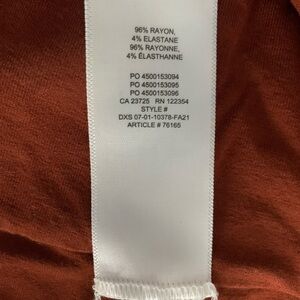 96% RAYON,
4% ELASTANE
96% RAYONNE,
4% ÉLASTHANNE
PO 4500153094
PO 4500153095
PO 4500153096
CA 23725 RN 122354
STYLE #
DXS 07-01-10378-FA21
ARTICLE # 76165